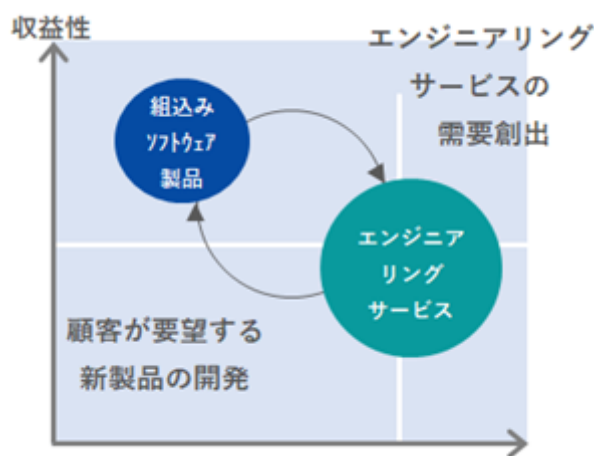 収益性
エンジニアリング
サービスの
需要創出
組込み
ｿﾌﾄｳｪｱ
製品
エンジニア
リング
サービス
顧客が要望する
新製品の開発